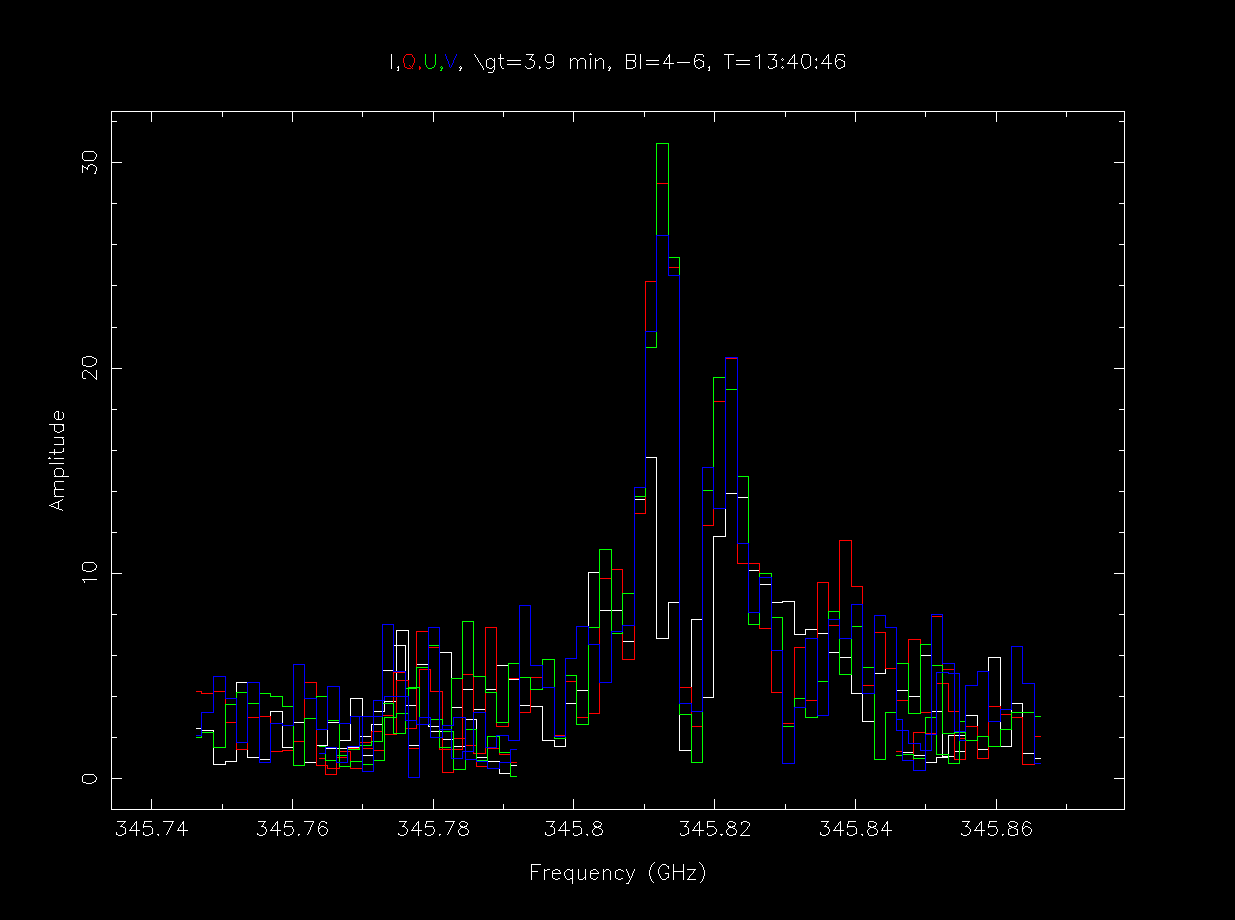 I,Q,U,V, \gt=3.9 min, Bl=4-6, T=13:40:46
30
20
10
0
Amplitude
345.74 345.76 345.78 345.8 345.82 345.84 345.86
Frequency (GHz)